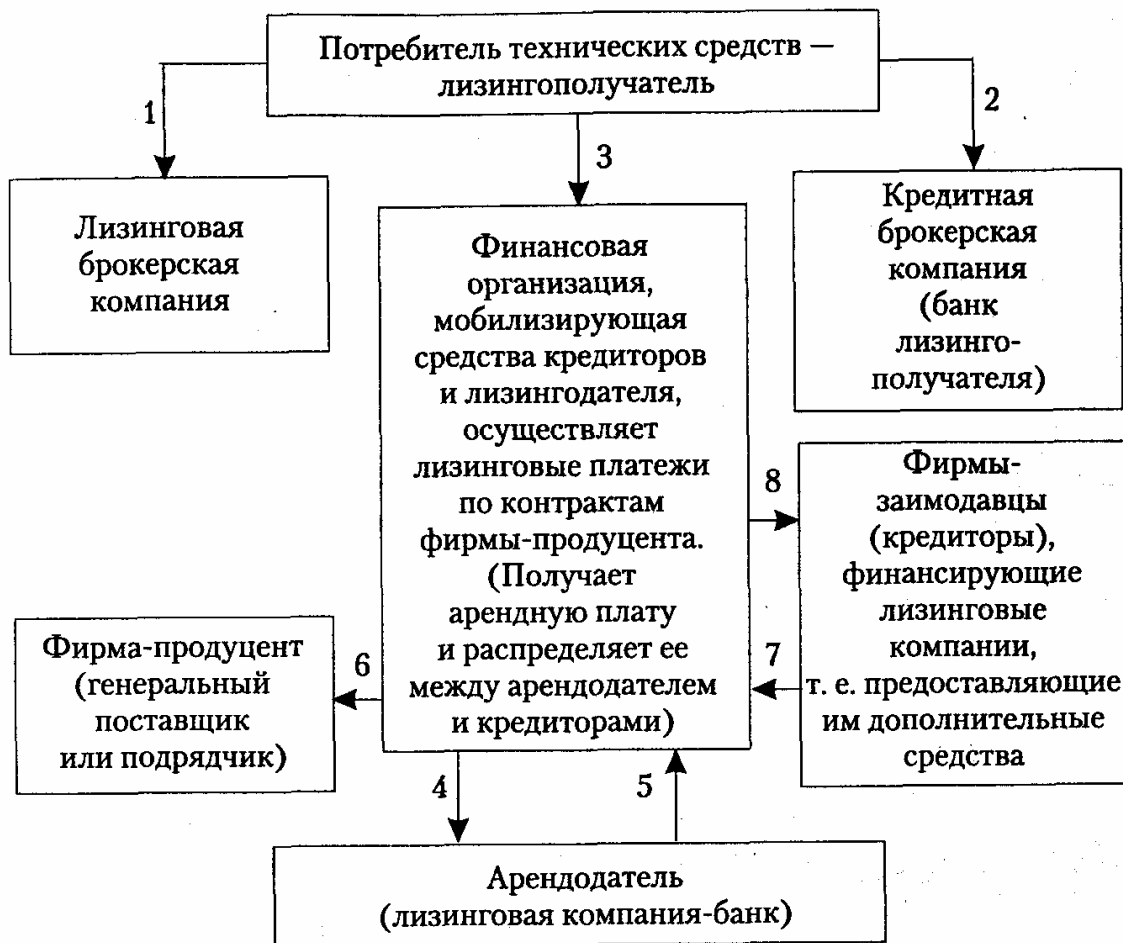 Потребитель технических средств —
лизингополучатель
1
2
3
Лизинговая
брокерская
компания
Финансовая
организация,
мобилизирующая
средства кредиторов
и лизингодателя,
осуществляет
лизинговые платежи
по контрактам
фирмы-продуцента.
(Получает
арендную плату
и распределяет ее
между арендодателем
и кредиторами)
Кредитная
брокерская
компания
(банк
лизинго-
получателя)
8
7
Фирмы-
заимодавцы
(кредиторы),
финансирующие
лизинговые
компании,
т. е. предоставляющие
им дополнительные
средства
Фирма-продуцент
(генеральный
поставщик
или подрядчик)
6
4
5
Арендодатель
(лизинговая компания-банк)